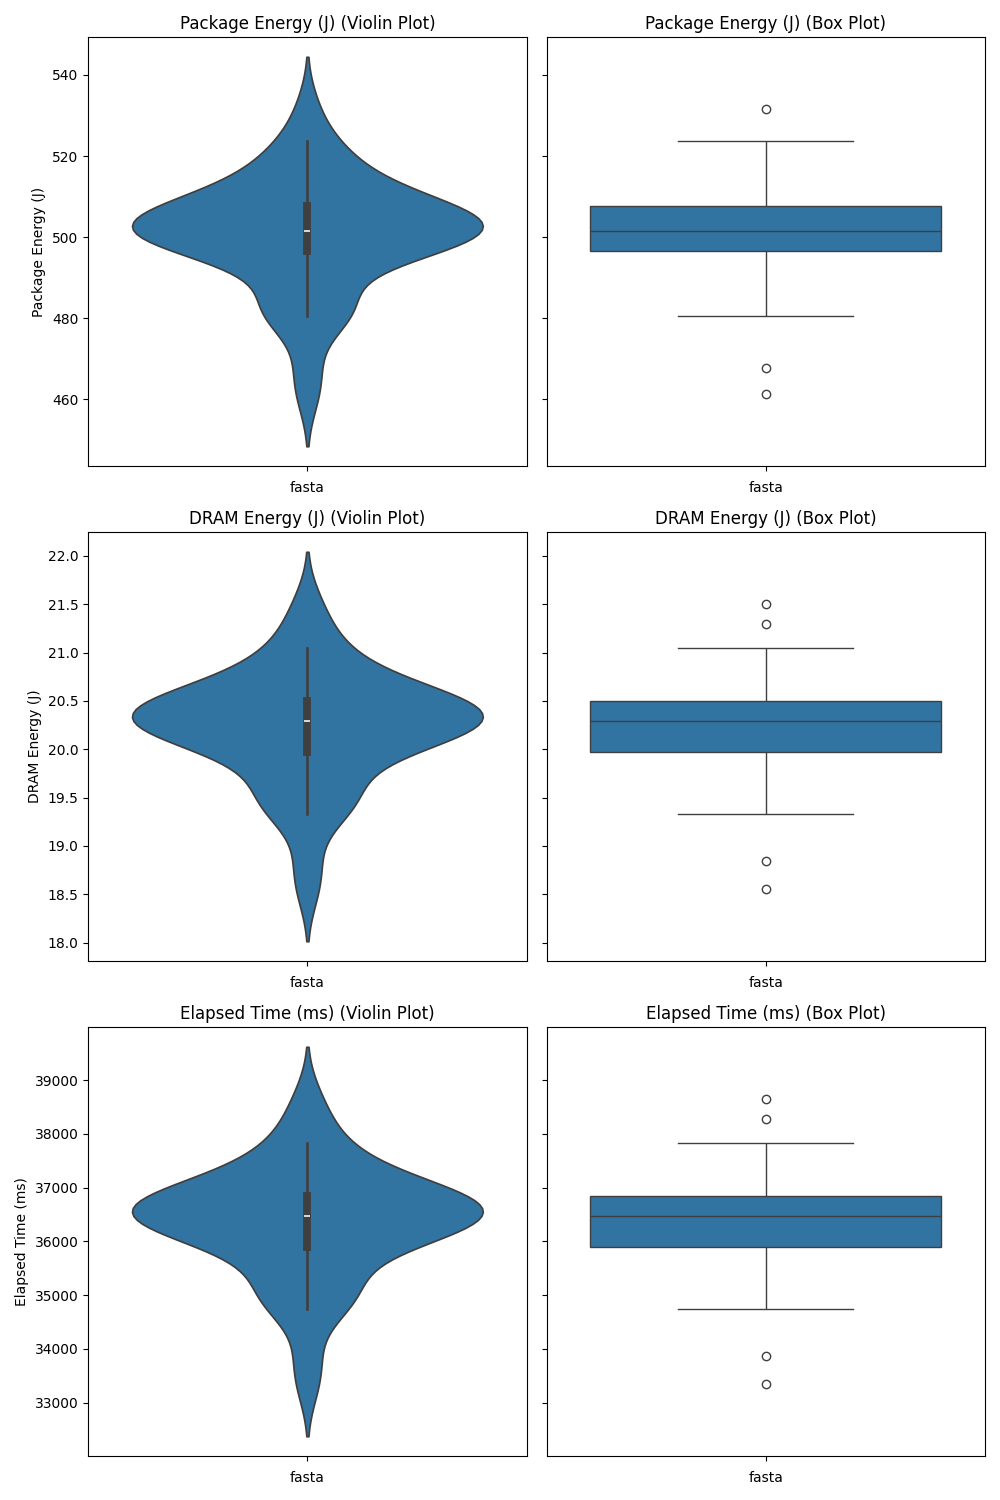 Package Energy (J) (Violin Plot)
Package Energy (J) (Box Plot)
Package Energy (J)
540
520
500
480
460
fasta
fasta
DRAM Energy (J) (Violin Plot)
DRAM Energy (J) (Box Plot)
DRAM Energy (J)
22.0
21.5
21.0
20.5
20.0
19.5
19.0
18.5
18.0
fasta
fasta
Elapsed Time (ms) (Violin Plot)
Elapsed Time (ms) (Box Plot)
Elapsed Time (ms)
39000
38000
37000
36000
35000
34000
33000
fasta
fasta